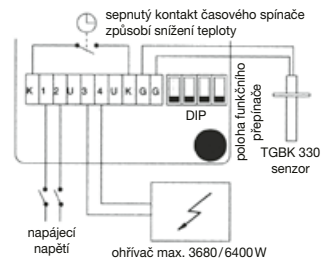 sepnutý kontakt časového spínače
způsobí snížení teploty
K 1 2 U 3 4 U K G G
DIP
poloha funkčního
přepínače
TGBK 330
senzor
napájecí
napětí
ohřívač max. 3680/6400W